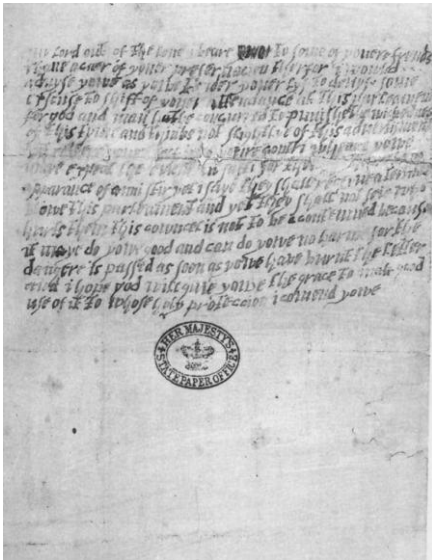 my lord out of the love i beare to some of youere frends
i have a caer of youer preservacion therfor i would
advyse yowe as yowe tender youer lyf to devyse some
excuse to shift of youer attendance at this parleament
for god and man hathe concurred to punishe the wickednes
of this tyme and thinke not slightlye of this advertisment
but youre self into youre contri wheare yowe
maye expect the event in safti for thowghe
apparance of anni stir yet i saye they shall receyve a terrible
blowe this parleament and yet they shall not seie who
hurts them this cowncel is not to be contemned because
it maye do yowe good and can do yowe no harme for the
dangere is passed as soon as yowe have burnt the letter
and i hope god will give yowe the grace to mak good
use of it to whose holy proteccion i comend yowe
HER MAJESTY'S
STATE PAPER OFFICE